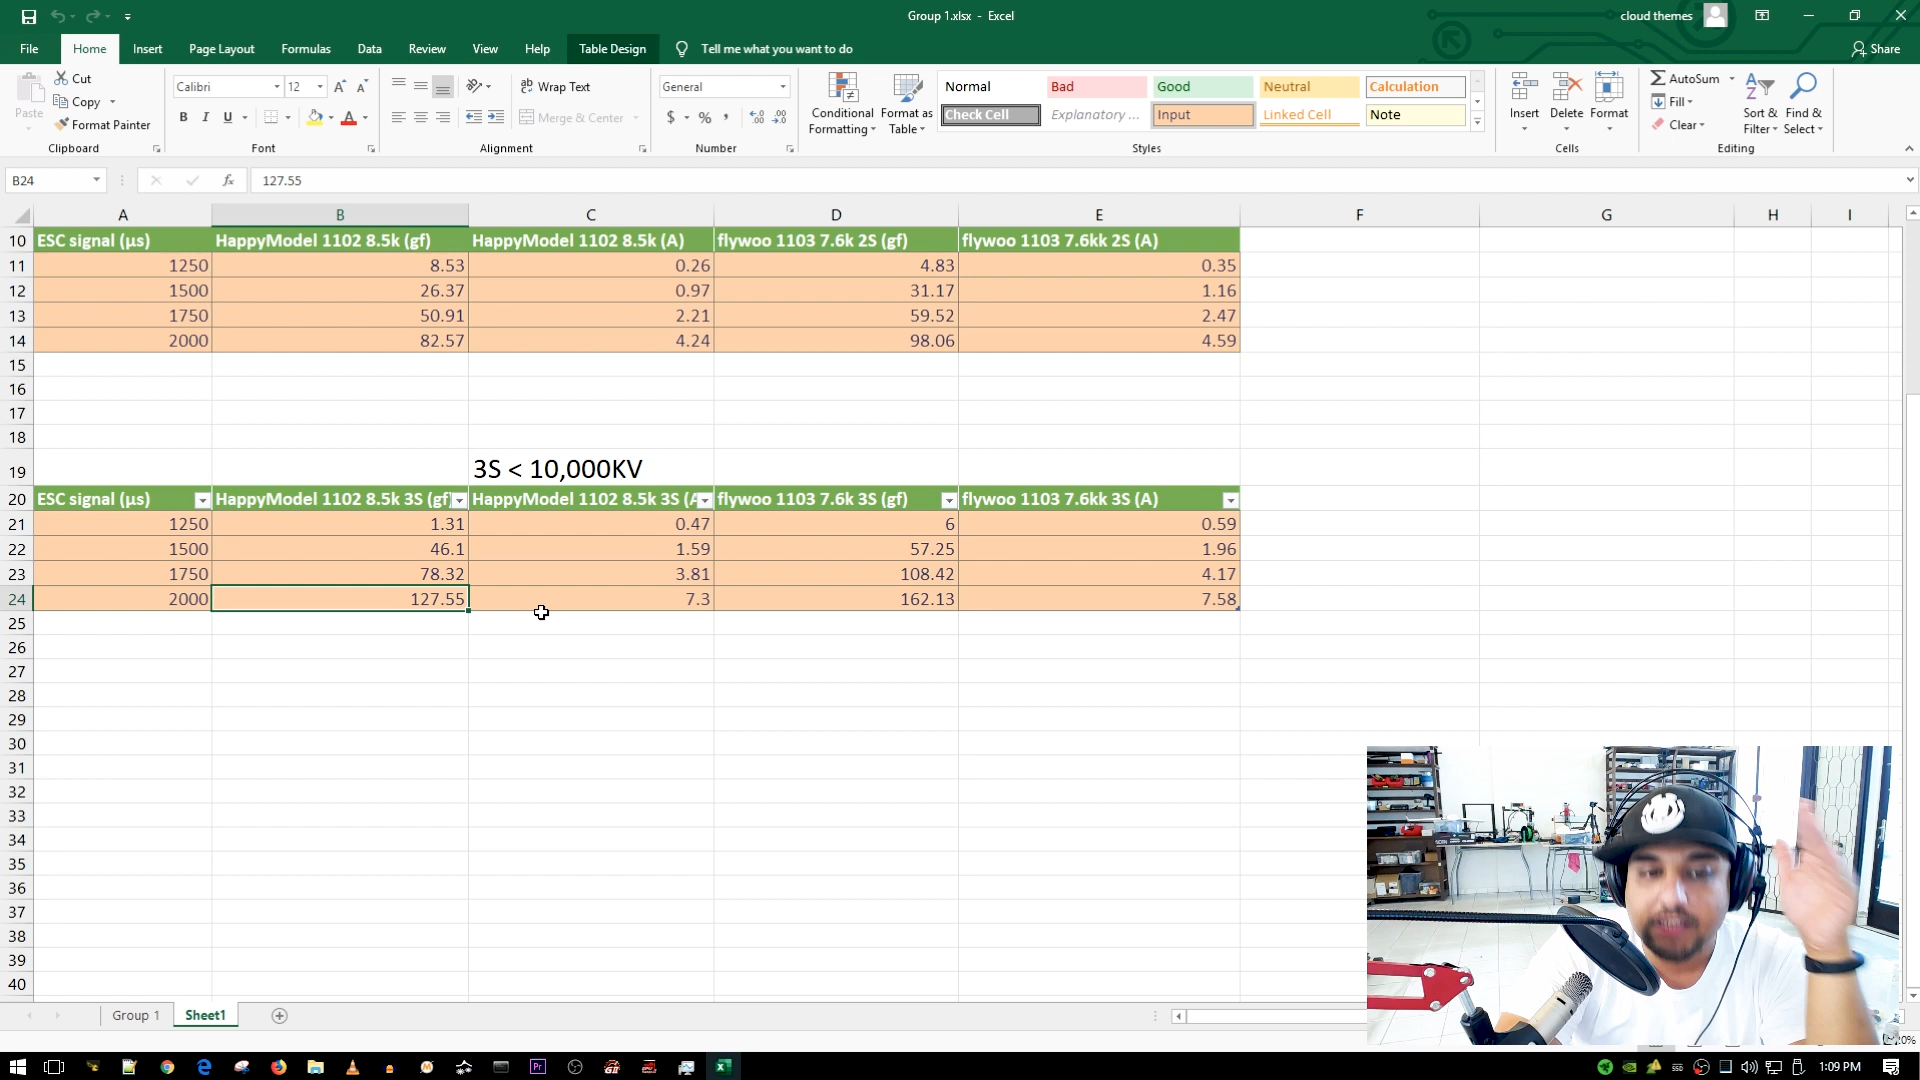 Group 1.xlsx - Excel
cloud themes
File Home Insert Page Layout Formulas Data Review View Help Table Design Tell me what you want to do Share
Paste
Cut
Copy
Format Painter
Clipboard
Calibri 12
B I U
Font
Wrap Text
Merge & Center
Alignment
General
$ % ,
Number
Conditional Formatting
Format as Table
Normal Bad Good Neutral Calculation
Check Cell Explanatory ... Input Linked Cell Note
Styles
Insert Delete Format
Cells
AutoSum
Fill
Clear
Sort & Filter
Find & Select
Editing
B24 fx 127.55
A B C D E F G H I
10 ESC signal (µs) HappyModel 1102 8.5k (gf) HappyModel 1102 8.5k (A) flywoo 1103 7.6k 2S (gf) flywoo 1103 7.6kk 2S (A)
11 1250 8.53 0.26 4.83 0.35
12 1500 26.37 0.97 31.17 1.16
13 1750 50.91 2.21 59.52 2.47
14 2000 82.57 4.24 98.06 4.59
15
16
17
18
19 3S < 10,000KV
20 ESC signal (µs) HappyModel 1102 8.5k 3S (gf) HappyModel 1102 8.5k 3S (A flywoo 1103 7.6k 3S (gf) flywoo 1103 7.6kk 3S (A)
21 1250 1.31 0.47 6 0.59
22 1500 46.1 1.59 57.25 1.96
23 1750 78.32 3.81 108.42 4.17
24 2000 127.55 7.3 162.13 7.58
25
26
27
28
29
30
31
32
33
34
35
36
37
38
39
40
Group 1 Sheet1
1:09 PM